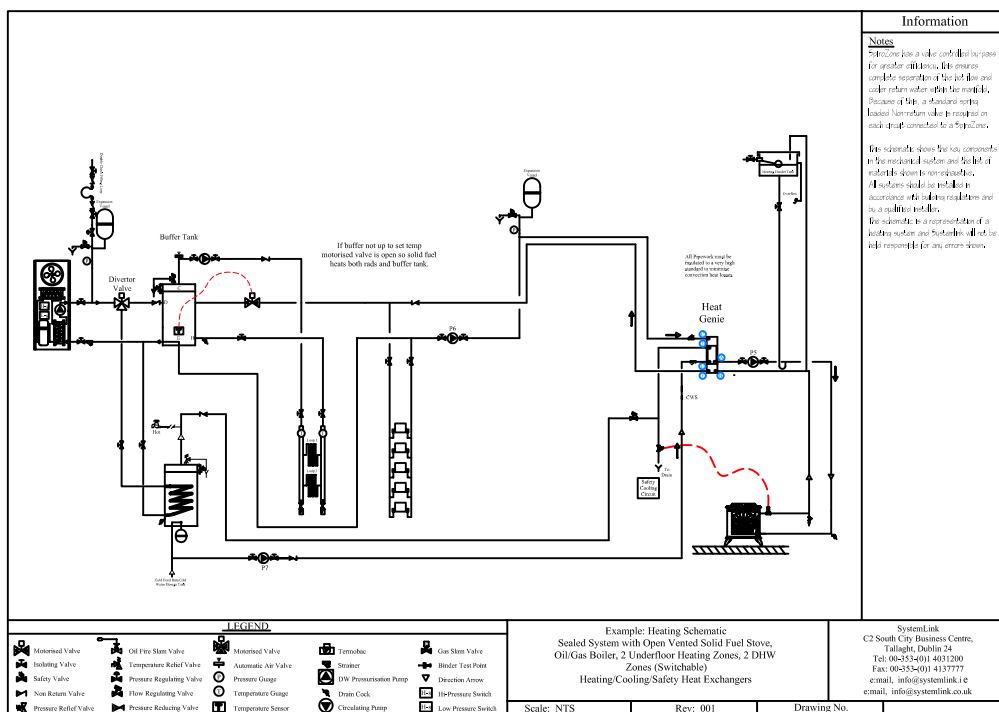 Information
Notes
SpiroZone has a valve controlled by-pass
for greater efficiency. This ensures
complete seperation of the hot flow and
cooler return water within the manifold.
Because of this, a standard spring
loaded Non-return valve is required on
each circuit connected to a SpiroZone.
This schematic shows the key components
in the mechanical system and the list of
materials shown is non-exhaustive.
All systems should be installed in
accordance with building regulations and
by a qualified installer.
The schematic is a representation of a
heating system and Systemlink will not be
held responsible for any errors shown.
Expansion
Vessel
Buffer Tank
Divertor
Valve
If buffer not up to set temp
motorised valve is open so solid fuel
heats both rads and buffer tank.
Expansion
Vessel
Overflow
All Pipework must be
insulated to a very high
standard to minimise
convection heat losses
Heat
Genie
P6
P5
CWS
Hot
Loop 1
Loop 2
To
Drain
Safety
Cooling
Circuit
P7
LEGEND
Motorised Valve
Oil Fire Slam Valve
Motorised Valve
Termobac
Gas Slam Valve
Isolating Valve
Temperature Relief Valve
Automatic Air Valve
Strainer
Binder Test Point
Safety Valve
Pressure Regulating Valve
Pressure Guage
DW Pressurisation Pump
Direction Arrow
Non Return Valve
Flow Regulating Valve
Temperature Guage
Drain Cock
Hi-Pressure Switch
Pressure Relief Valve
Pressure Reducing Valve
Temperature Sensor
Circulating Pump
Low Pressure Switch
Example: Heating Schematic
Sealed System with Open Vented Solid Fuel Stove,
Oil/Gas Boiler, 2 Underfloor Heating Zones, 2 DHW
Zones (Switchable)
Heating/Cooling/Safety Heat Exchangers
SystemLink
C2 South City Business Centre,
Tallaght, Dublin 24
Tel: 00-353-(0)1 4031200
Fax: 00-353-(0)1 4137777
e:mail, info@systemlink.i e
e:mail, info@systemlink.co.uk
Scale: NTS
Rev: 001
Drawing No.